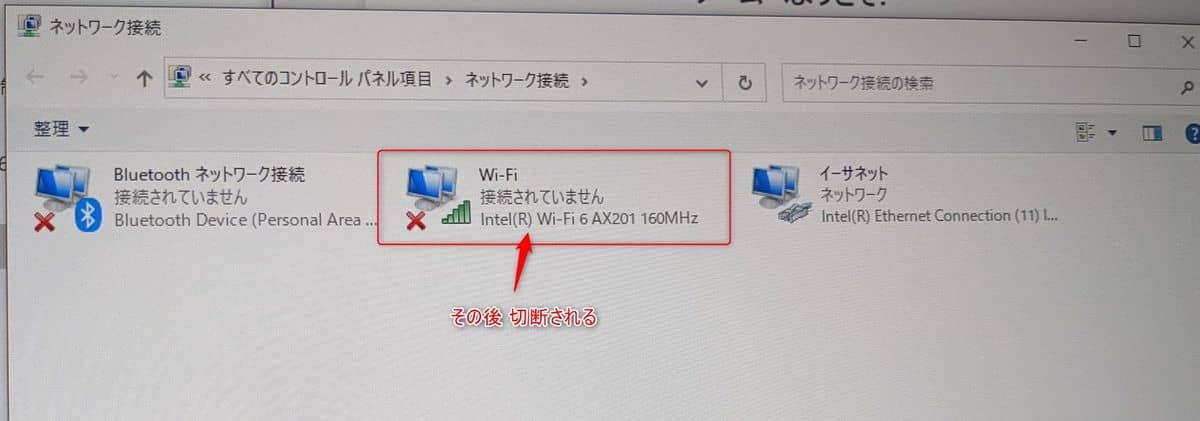 ネットワーク接続
« すべてのコントロール パネル項目 › ネットワーク接続 ›
ネットワーク接続の検索
整理
Bluetooth ネットワーク接続
接続されていません
Bluetooth Device (Personal Area ...
Wi-Fi
接続されていません
Intel(R) Wi-Fi 6 AX201 160MHz
イーサネット
ネットワーク
Intel(R) Ethernet Connection (11) I...
その後 切断される